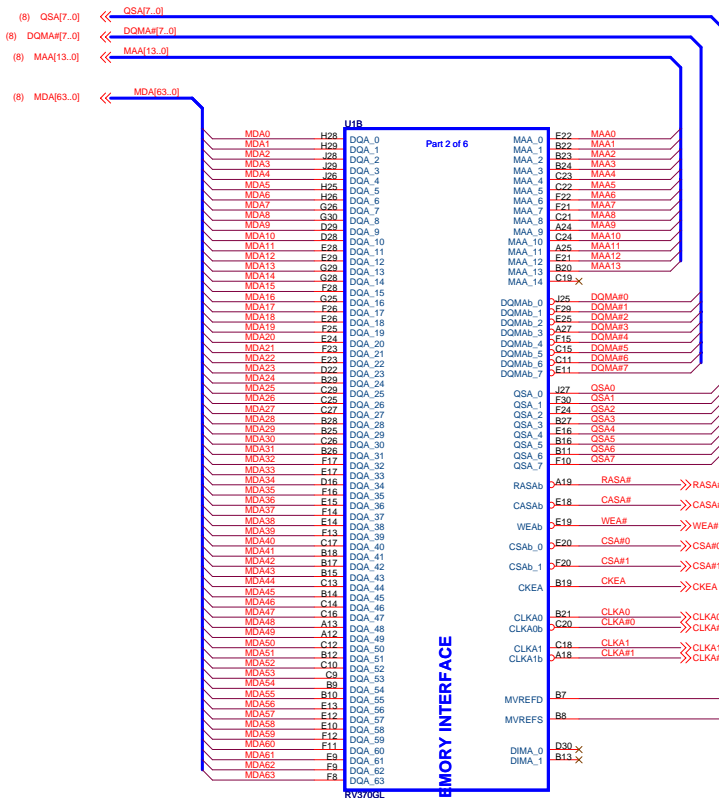 (8) QSA[7..0] QSA[7..0]
(8) DQMA#[7..0] DQMA#[7..0]
(8) MAA[13..0] MAA[13..0]
(8) MDA[63..0] MDA[63..0]
U1B
Part 2 of 6
MDA0 H28 DQA_0 MAA_0 E22 MAA0
MDA1 H29 DQA_1 MAA_1 B22 MAA1
MDA2 J28 DQA_2 MAA_2 B23 MAA2
MDA3 J29 DQA_3 MAA_3 B24 MAA3
MDA4 J26 DQA_4 MAA_4 C23 MAA4
MDA5 H25 DQA_5 MAA_5 C22 MAA5
MDA6 H26 DQA_6 MAA_6 F22 MAA6
MDA7 G26 DQA_7 MAA_7 F21 MAA7
MDA8 G30 DQA_8 MAA_8 C21 MAA8
MDA9 D29 DQA_9 MAA_9 A24 MAA9
MDA10 D28 DQA_10 MAA_10 C24 MAA10
MDA11 E28 DQA_11 MAA_11 A25 MAA11
MDA12 E29 DQA_12 MAA_12 E21 MAA12
MDA13 G29 DQA_13 MAA_13 B20 MAA13
MDA14 G28 DQA_14 MAA_14 C19
MDA15 F28 DQA_15
MDA16 G25 DQA_16 DQMAb_0 J25 DQMA#0
MDA17 F26 DQA_17 DQMAb_1 F29 DQMA#1
MDA18 E26 DQA_18 DQMAb_2 E25 DQMA#2
MDA19 F25 DQA_19 DQMAb_3 A27 DQMA#3
MDA20 E24 DQA_20 DQMAb_4 F15 DQMA#4
MDA21 F23 DQA_21 DQMAb_5 C15 DQMA#5
MDA22 E23 DQA_22 DQMAb_6 C11 DQMA#6
MDA23 D22 DQA_23 DQMAb_7 E11 DQMA#7
MDA24 B29 DQA_24
MDA25 C29 DQA_25 QSA_0 J27 QSA0
MDA26 C25 DQA_26 QSA_1 F30 QSA1
MDA27 C27 DQA_27 QSA_2 F24 QSA2
MDA28 B28 DQA_28 QSA_3 B27 QSA3
MDA29 B25 DQA_29 QSA_4 E16 QSA4
MDA30 C26 DQA_30 QSA_5 B16 QSA5
MDA31 B26 DQA_31 QSA_6 B11 QSA6
MDA32 F17 DQA_32 QSA_7 F10 QSA7
MDA33 E17 DQA_33
MDA34 D16 DQA_34 RASAb A19 RASA# RASA#
MDA35 F16 DQA_35
MDA36 E15 DQA_36 CASAb E18 CASA# CASA#
MDA37 F14 DQA_37
MDA38 E14 DQA_38 WEAb E19 WEA# WEA#
MDA39 F13 DQA_39
MDA40 C17 DQA_40 CSAb_0 E20 CSA#0 CSA#0
MDA41 B18 DQA_41
MDA42 B17 DQA_42 CSAb_1 F20 CSA#1 CSA#1
MDA43 B15 DQA_43
MDA44 C13 DQA_44 CKEA B19 CKEA CKEA
MDA45 B14 DQA_45
MDA46 C14 DQA_46
MDA47 C16 DQA_47 CLKA0 B21 CLKA0 CLKA0
MDA48 A13 DQA_48 CLKA0b C20 CLKA#0 CLKA#
MDA49 A12 DQA_49
MDA50 C12 DQA_50 CLKA1 C18 CLKA1 CLKA1
MDA51 B12 DQA_51 CLKA1b A18 CLKA#1 CLKA#
MDA52 C10 DQA_52
MDA53 C9 DQA_53
MDA54 B9 DQA_54
MDA55 B10 DQA_55 MVREFD B7
MDA56 E13 DQA_56
MDA57 E12 DQA_57 MVREFS B8
MDA58 E10 DQA_58
MDA59 F12 DQA_59
MDA60 F11 DQA_60 DIMA_0 D30
MDA61 E9 DQA_61 DIMA_1 B13
MDA62 F9 DQA_62
MDA63 F8 DQA_63
EMORY INTERFACE
RV370GL